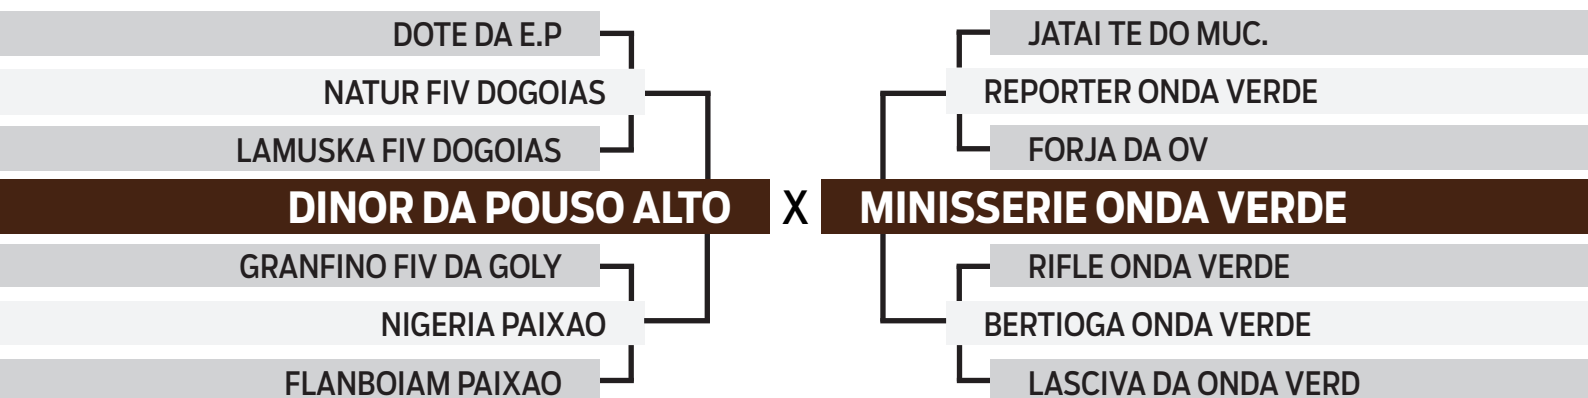 DOTE DA E.P
NATUR FIV DOGOIAS
LAMUSKA FIV DOGOIAS
DINOR DA POUSO ALTO X MINISSERIE ONDA VERDE
GRANFINO FIV DA GOLY
NIGERIA PAIXAO
FLANBOIAM PAIXAO
JATAI TE DO MUC.
REPORTER ONDA VERDE
FORJA DA OV
RIFLE ONDA VERDE
BERTIOGA ONDA VERDE
LASCIVA DA ONDA VERD